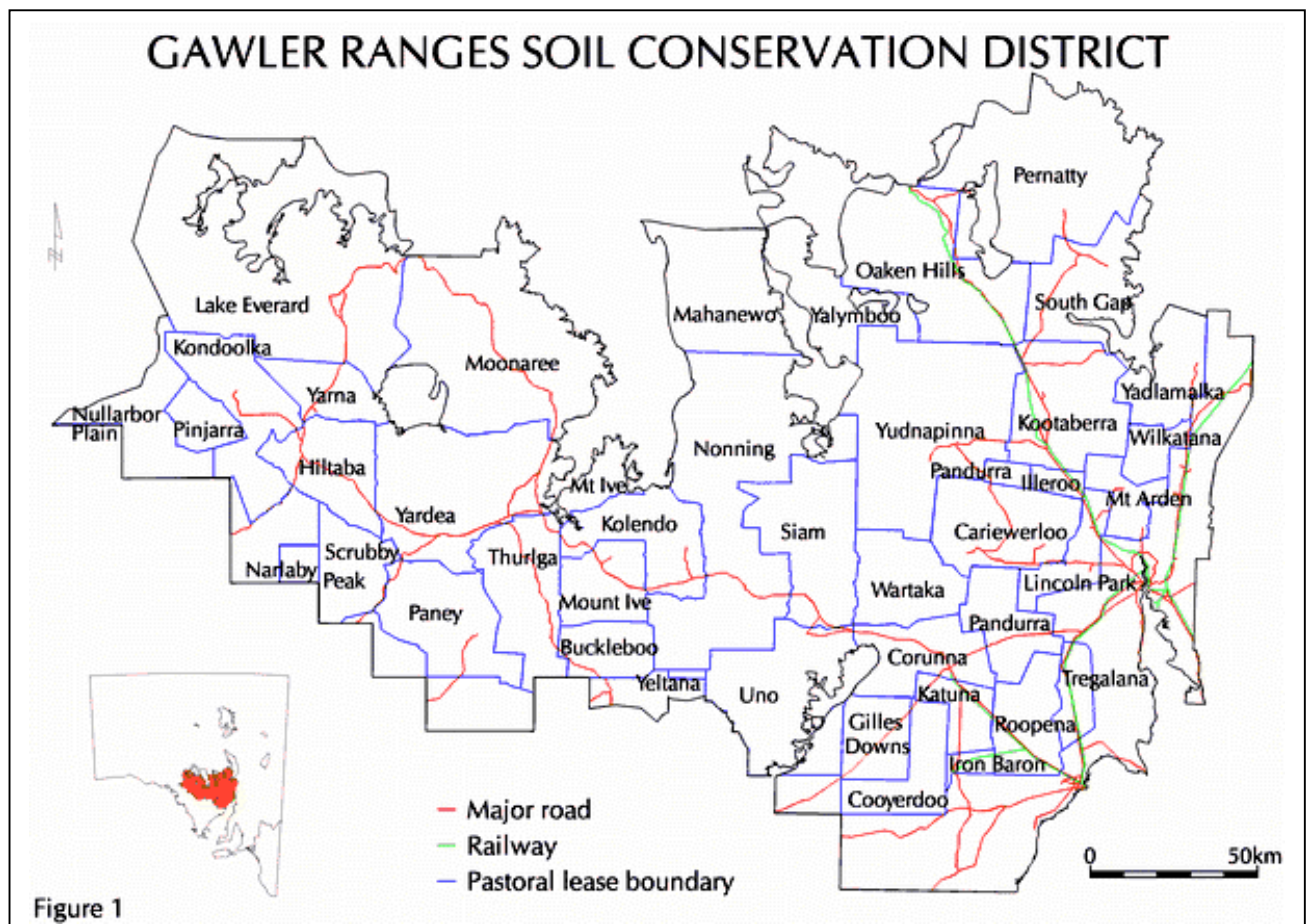 GAWLER RANGES SOIL CONSERVATION DISTRICT
Pernatty
Oaken Hills
Lake Everard
South Gap
Mahanewo
Yalymboo
Kondoolka
Moonaree
Yarna
Yadlamalka
Nullarbor
Plain
Pinjarra
Kootaberra
Yudnapinna
Wilkatana
Nonning
Hiltaba
Pandurra
Illeroo
Mt Ive
Mt Arden
Yardea
Kolendo
Siam
Cariewerloo
Scrubby
Peak
Thurlga
Narlaby
Lincoln Park
Wartaka
Paney
Mount Ive
Pandurra
Buckleboo
Corunna
Yeltana
Uno
Katuna
Tregalana
Gilles
Downs
Roopena
Iron Baron
Cooyerdoo
Major road
Railway
Pastoral lease boundary
0 50km
Figure 1
N